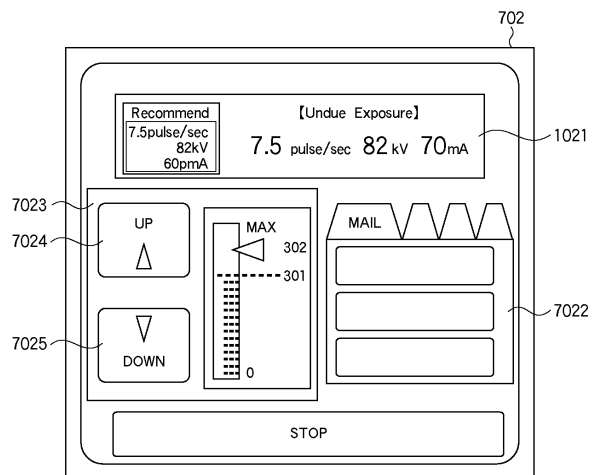 702
Recommend
7.5pulse/sec
82kV
60pmA
【Undue Exposure】
7.5 pulse/sec 82 kV 70mA
1021
7023
7024
UP
MAX
302
301
0
MAIL
7022
7025
DOWN
STOP